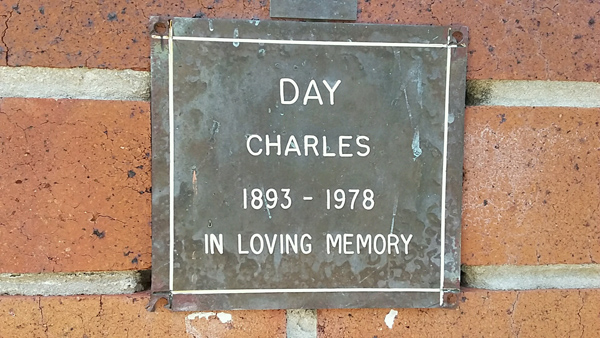 DAY
CHARLES
1893 - 1978
IN LOVING MEMORY